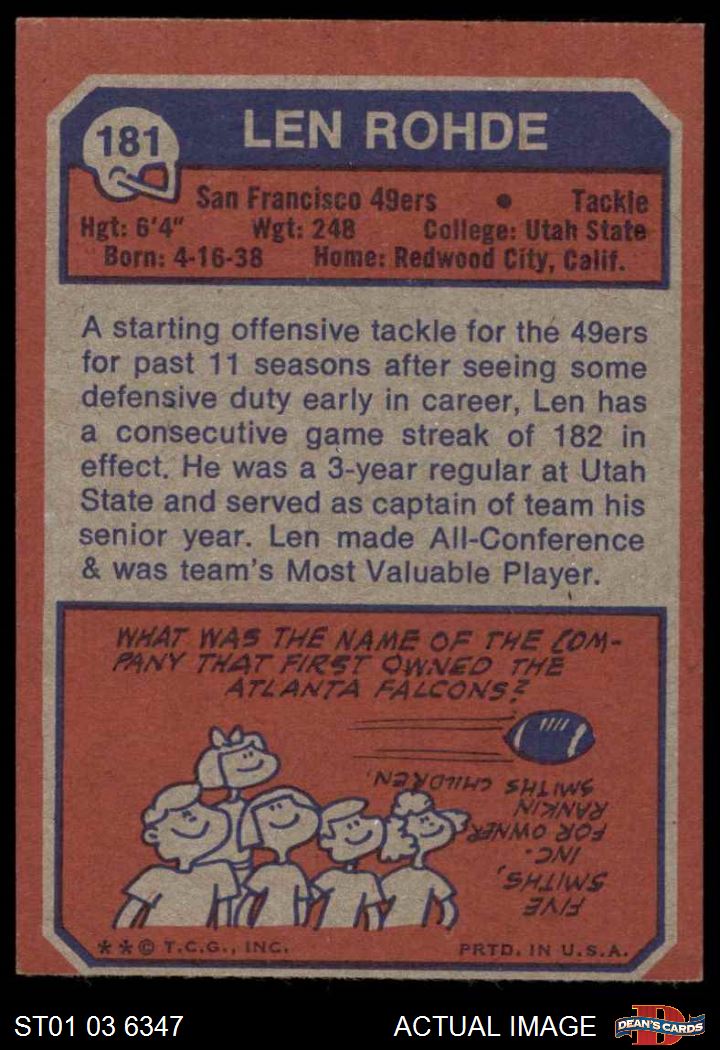 181
LEN ROHDE
San Francisco 49ers • Tackle
Hgt: 6'4" Wgt: 248 College: Utah State
Born: 4-16-38 Home: Redwood City, Calif.
A starting offensive tackle for the 49ers
for past 11 seasons after seeing some
defensive duty early in career, Len has
a consecutive game streak of 182 in
effect. He was a 3-year regular at Utah
State and served as captain of team his
senior year. Len made All-Conference
& was team's Most Valuable Player.
WHAT WAS THE NAME OF THE COM-
PANY THAT FIRST OWNED THE
ATLANTA FALCONS?
FIVE
SMITHS,
INC.
FOR OWNER
RANKIN
SMITHS CHILDREN,
**© T.C.G., INC. PRTD. IN U.S.A.
ST01 03 6347 ACTUAL IMAGE
D
DEAN'S CARDS